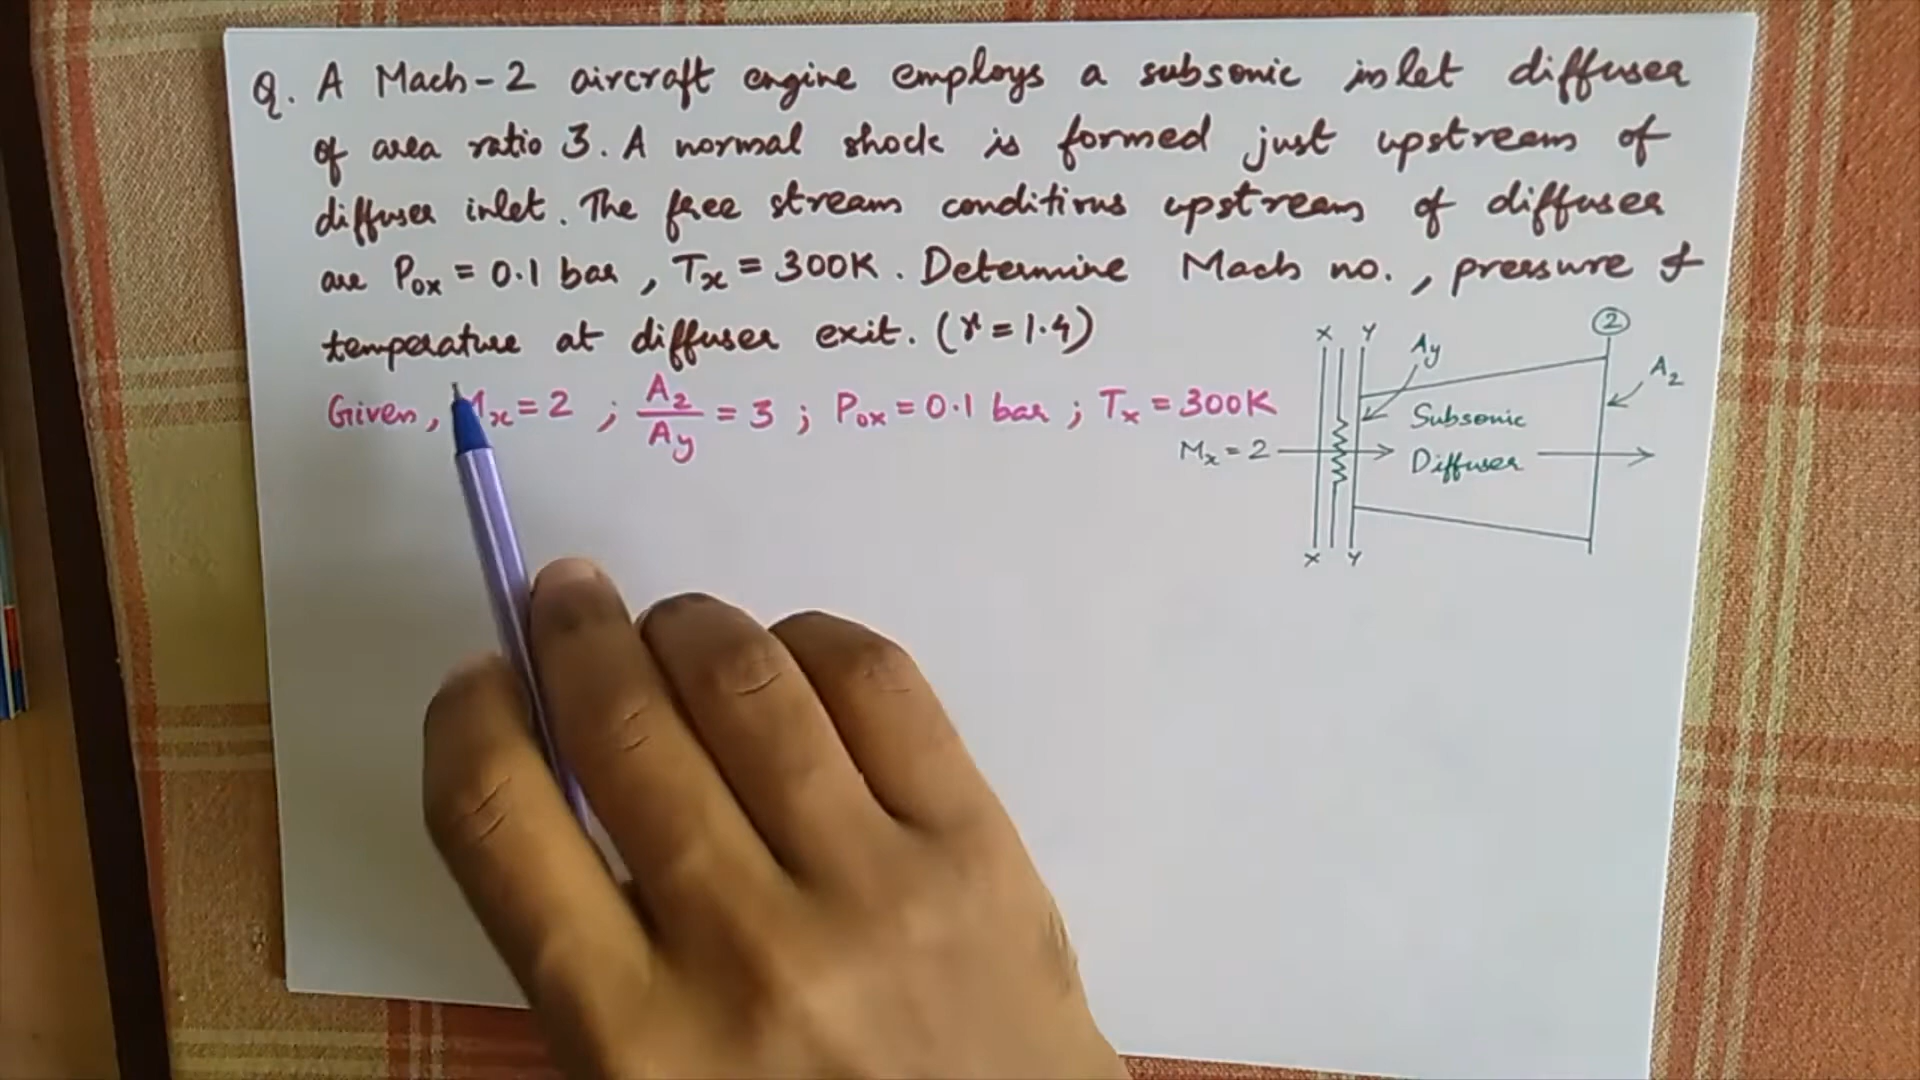 Q. A Mach-2 aircraft engine employs a subsonic inlet diffuser
of area ratio 3. A normal shock is formed just upstream of
diffuser inlet. The free stream conditions upstream of diffuser
are Pox = 0.1 bar, Tx = 300K. Determine Mach no., pressure &
temperature at diffuser exit. (γ = 1.4)
Given, Mx = 2 ; A2/Ay = 3 ; Pox = 0.1 bar ; Tx = 300K
X Y Ay 2
A2
Subsonic
Mx = 2
Diffuser
X Y